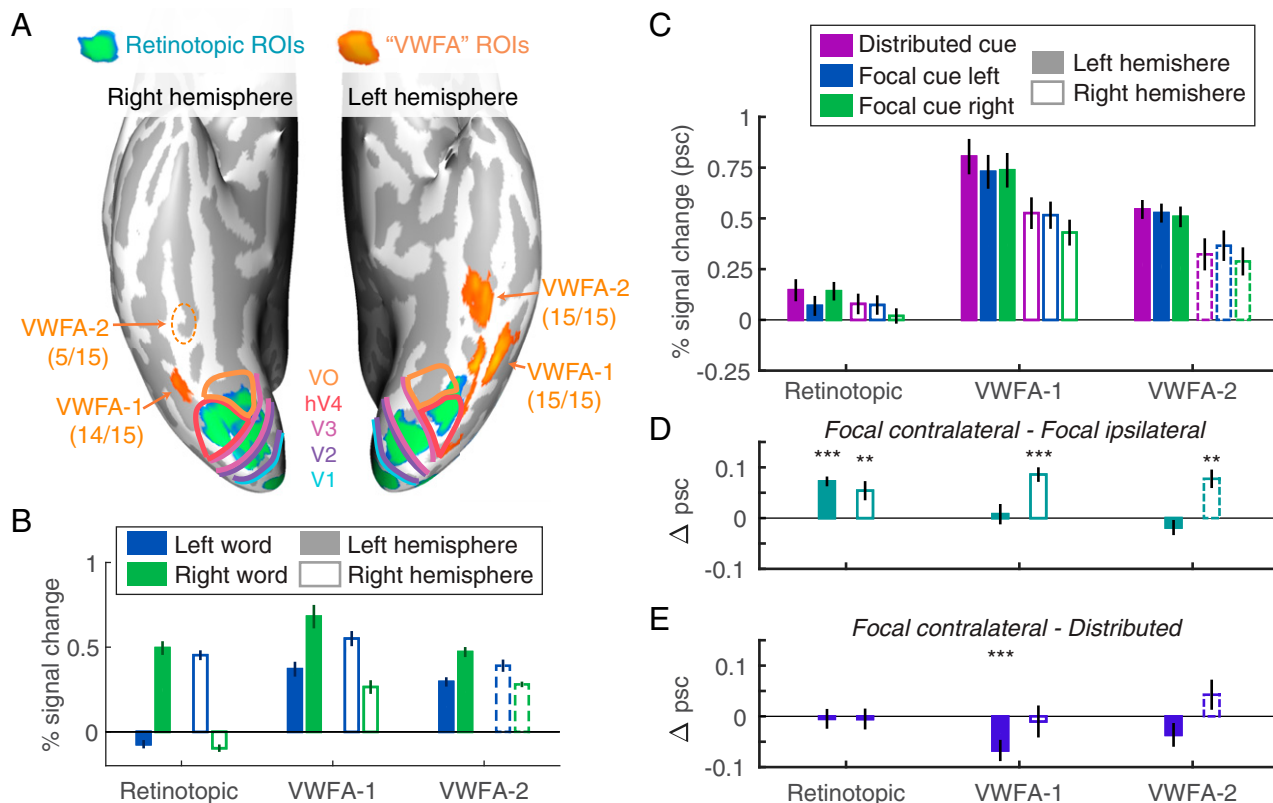 A
Retinotopic ROIs
“VWFA” ROIs
Right hemisphere
Left hemisphere
VWFA-2
(5/15)
VWFA-1
(14/15)
VWFA-2
(15/15)
VWFA-1
(15/15)
VO
hV4
V3
V2
V1
B
Left word
Right word
Left hemisphere
Right hemisphere
% signal change
1
0.5
0
Retinotopic
VWFA-1
VWFA-2
C
Distributed cue
Focal cue left
Focal cue right
Left hemishere
Right hemishere
% signal change (psc)
0.75
0.5
0.25
0
-0.25
Retinotopic
VWFA-1
VWFA-2
D
Focal contralateral - Focal ipsilateral
*** ** *** **
Δ psc
0.1
0
-0.1
E
Focal contralateral - Distributed
***
Δ psc
0.1
0
-0.1
Retinotopic
VWFA-1
VWFA-2